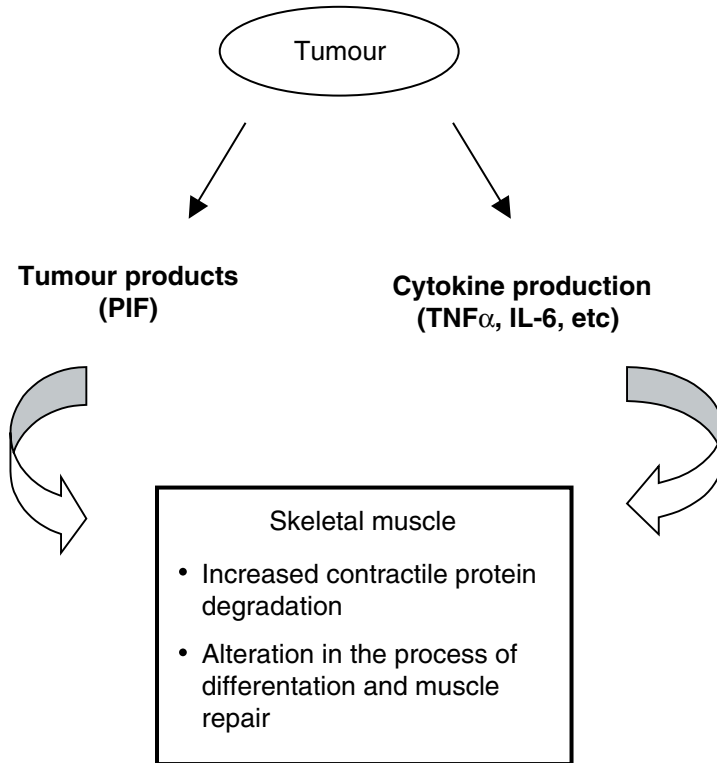 Tumour
Tumour products
(PIF)
Cytokine production
(TNFα, IL-6, etc)
Skeletal muscle
• Increased contractile protein
degradation
• Alteration in the process of
differentation and muscle
repair